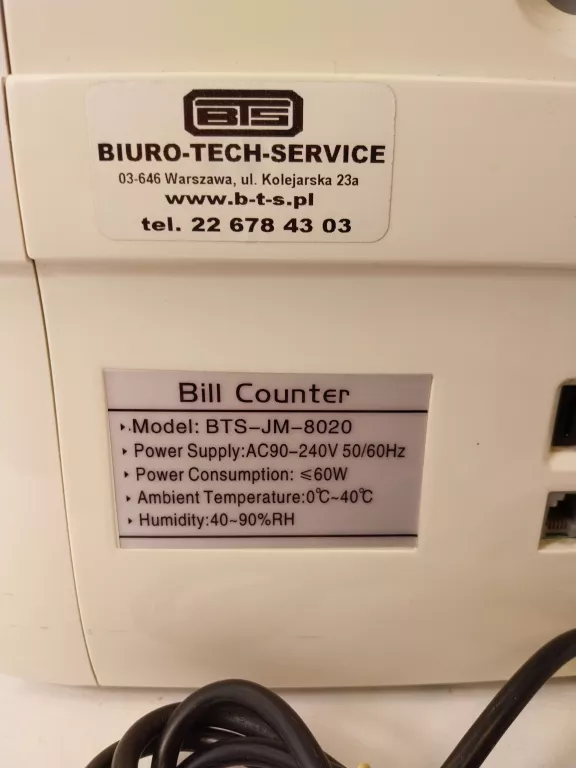 BTS
BIURO-TECH-SERVICE
03-646 Warszawa, ul. Kolejarska 23a
www.b-t-s.pl
tel. 22 678 43 03
Bill Counter
Model: BTS-JM-8020
Power Supply:AC90-240V 50/60Hz
Power Consumption: ≤60W
Ambient Temperature:0℃~40℃
Humidity:40~90%RH